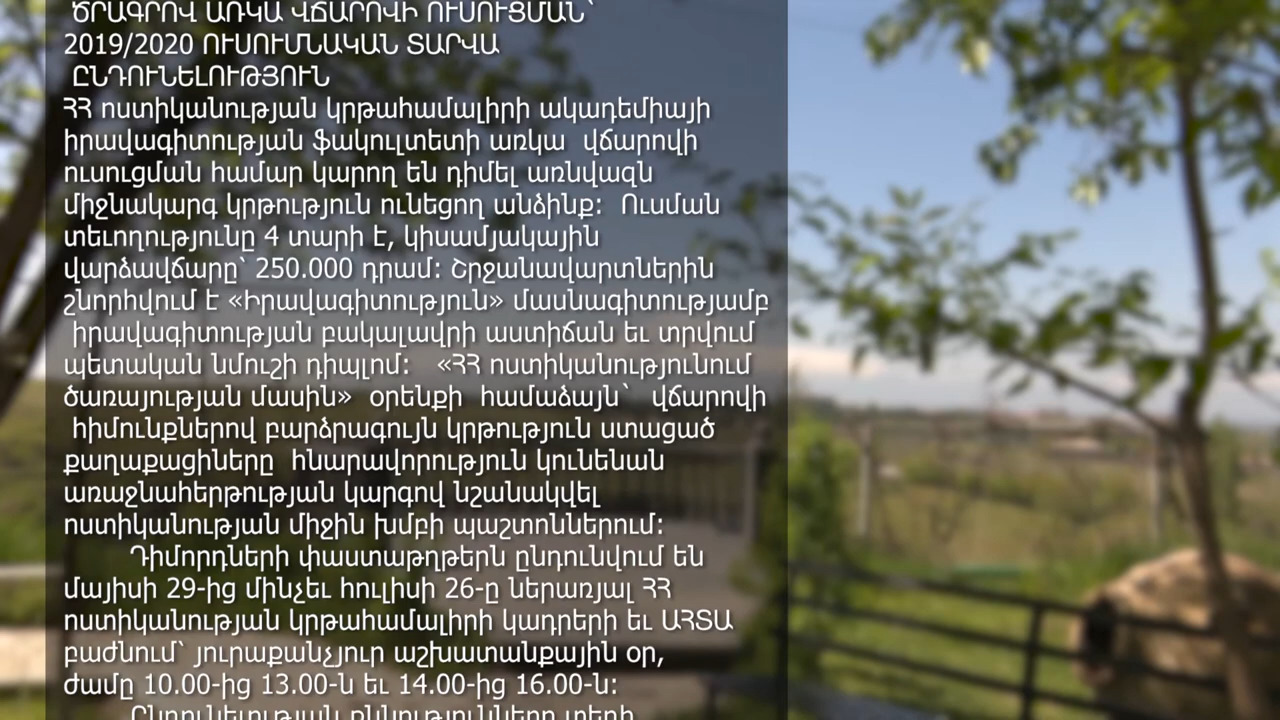 ԾՐԱԳՐՈՎ ԱՌԿԱ ՎՃԱՐՈՎԻ ՈՒՍՈՒՑՄԱՆ՝
2019/2020 ՈՒՍՈՒՄՆԱԿԱՆ ՏԱՐՎԱ
ԸՆԴՈՒՆԵԼՈՒԹՅՈՒՆ
ՀՀ ոստիկանության կրթահամալիրի ակադեմիայի
իրավագիտության ֆակուլտետի առկա վճարովի
ուսուցման համար կարող են դիմել առնվազն
միջնակարգ կրթություն ունեցող անձինք: Ուսման
տեւողությունը 4 տարի է, կիսամյակային
վարձավճարը՝ 250.000 դրամ: Շրջանավարտներին
շնորհվում է «Իրավագիտություն» մասնագիտությամբ
իրավագիտության բակալավրի աստիճան եւ տրվում
պետական նմուշի դիպլոմ: «ՀՀ ոստիկանությունում
ծառայության մասին» օրենքի համաձայն՝ վճարովի
հիմունքներով բարձրագույն կրթություն ստացած
քաղաքացիները հնարավորություն կունենան
առաջնահերթության կարգով նշանակվել
ոստիկանության միջին խմբի պաշտոններում:
Դիմորդների փաստաթղթերն ընդունվում են
մայիսի 29-ից մինչեւ հուլիսի 26-ը ներառյալ ՀՀ
ոստիկանության կրթահամալիրի կադրերի եւ ԱՀՏԱ
բաժնում՝ յուրաքանչյուր աշխատանքային օր,
ժամը 10.00-ից 13.00-ն եւ 14.00-ից 16.00-ն:
Ընդունելության քննությունները տեղի